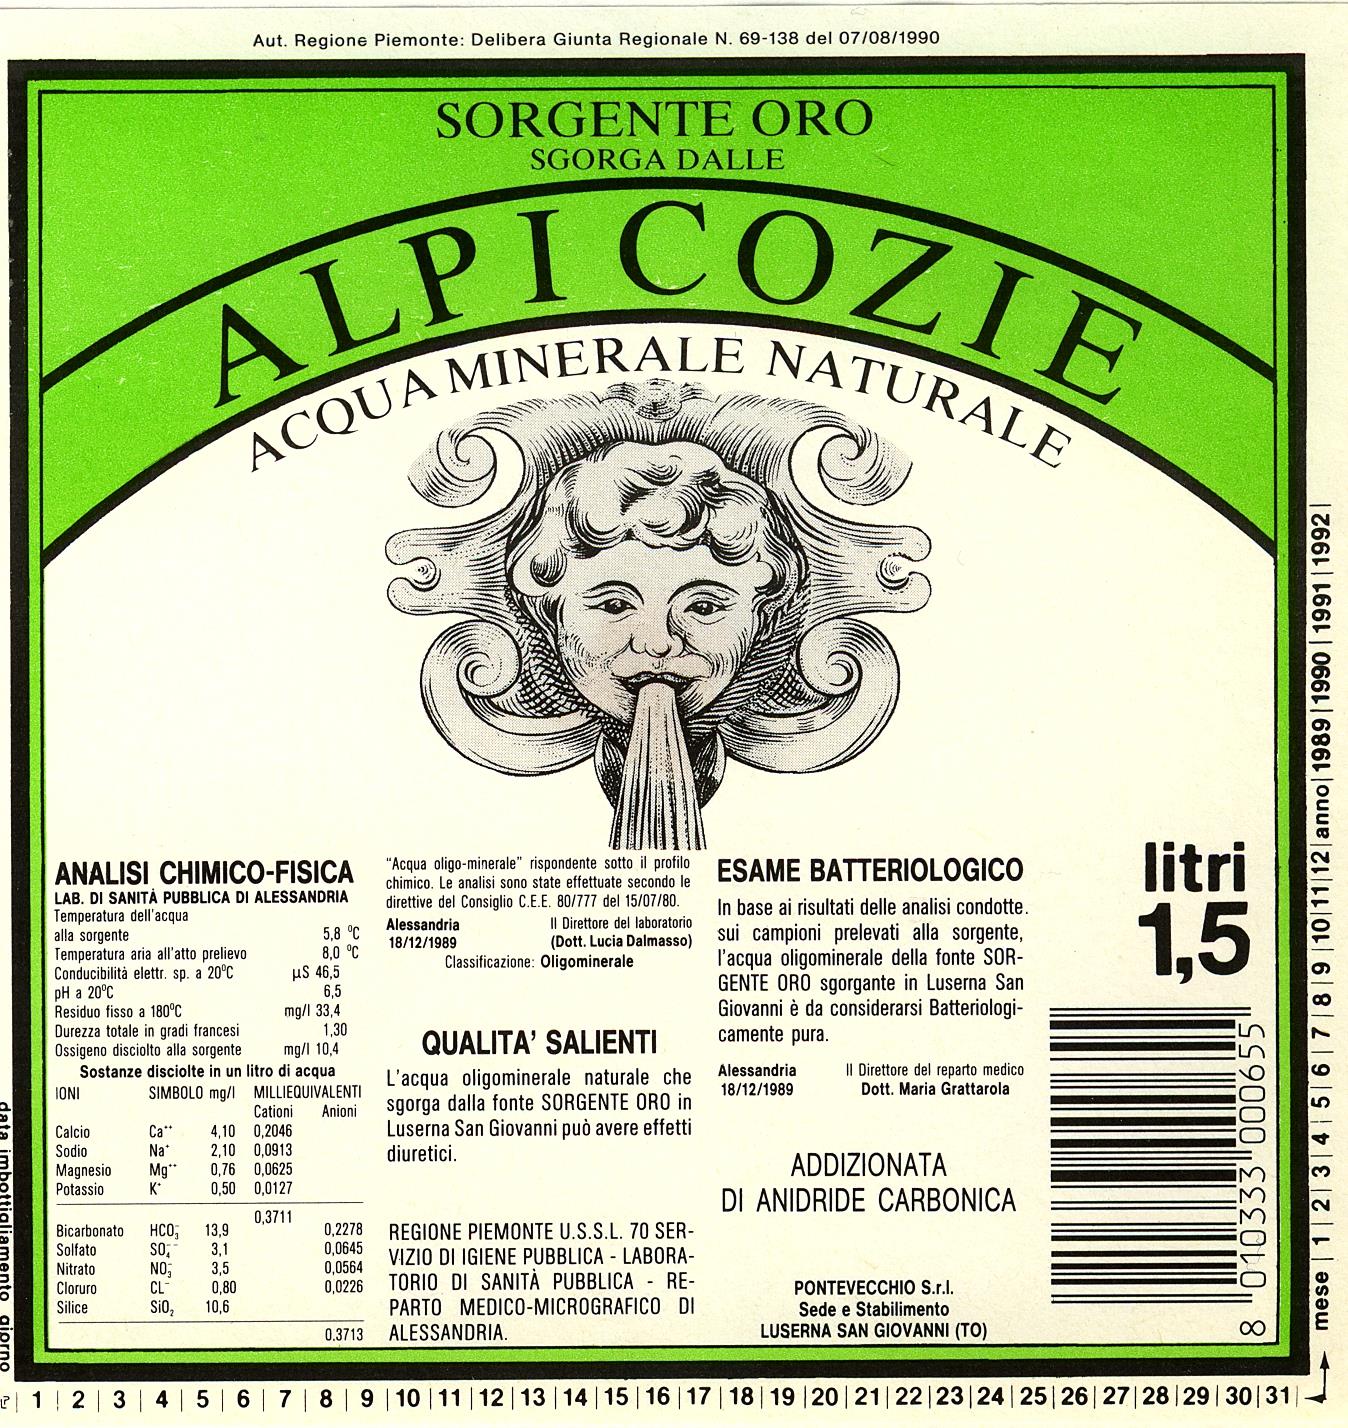 Aut. Regione Piemonte: Delibera Giunta Regionale N. 69-138 del 07/08/1990
SORGENTE ORO
SGORGA DALLE
ALPI COZIE
ACQUA MINERALE NATURALE
ANALISI CHIMICO-FISICA
LAB. DI SANITÀ PUBBLICA DI ALESSANDRIA
Temperatura dell'acqua
alla sorgente 5,8 °C
Temperatura aria all'atto prelievo 8,0 °C
Conducibilità elettr. sp. a 20°C µS 46,5
pH a 20°C 6,5
Residuo fisso a 180°C mg/l 33,4
Durezza totale in gradi francesi 1,30
Ossigeno disciolto alla sorgente mg/l 10,4
Sostanze disciolte in un litro di acqua
IONI SIMBOLO mg/l MILLIEQUIVALENTI
Cationi Anioni
Calcio Ca⁺⁺ 4,10 0,2046
Sodio Na⁺ 2,10 0,0913
Magnesio Mg⁺⁺ 0,76 0,0625
Potassio K⁺ 0,50 0,0127
0,3711
Bicarbonato HCO₃⁻ 13,9 0,2278
Solfato SO₄⁻⁻ 3,1 0,0645
Nitrato NO₃⁻ 3,5 0,0564
Cloruro CL⁻ 0,80 0,0226
Silice SiO₂ 10,6
0.3713
"Acqua oligo-minerale" rispondente sotto il profilo
chimico. Le analisi sono state effettuate secondo le
direttive del Consiglio C.E.E. 80/777 del 15/07/80.
Alessandria Il Direttore del laboratorio
18/12/1989 (Dott. Lucia Dalmasso)
Classificazione: Oligominerale
QUALITA' SALIENTI
L'acqua oligominerale naturale che
sgorga dalla fonte SORGENTE ORO in
Luserna San Giovanni può avere effetti
diuretici.
REGIONE PIEMONTE U.S.S.L. 70 SER-
VIZIO DI IGIENE PUBBLICA - LABORA-
TORIO DI SANITÀ PUBBLICA - RE-
PARTO MEDICO-MICROGRAFICO DI
ALESSANDRIA.
ESAME BATTERIOLOGICO
In base ai risultati delle analisi condotte.
sui campioni prelevati alla sorgente,
l'acqua oligominerale della fonte SOR-
GENTE ORO sgorgante in Luserna San
Giovanni è da considerarsi Batteriologi-
camente pura.
Alessandria Il Direttore del reparto medico
18/12/1989 Dott. Maria Grattarola
ADDIZIONATA
DI ANIDRIDE CARBONICA
PONTEVECCHIO S.r.l.
Sede e Stabilimento
LUSERNA SAN GIOVANNI (TO)
litri
1,5
8 010333 000655
mese | 1 | 2 | 3 | 4 | 5 | 6 | 7 | 8 | 9 | 10 | 11 | 12 | anno | 1989 | 1990 | 1991 | 1992 |
data imbottigliamento giorno
| 1 | 2 | 3 | 4 | 5 | 6 | 7 | 8 | 9 | 10 | 11 | 12 | 13 | 14 | 15 | 16 | 17 | 18 | 19 | 20 | 21 | 22 | 23 | 24 | 25 | 26 | 27 | 28 | 29 | 30 | 31 |